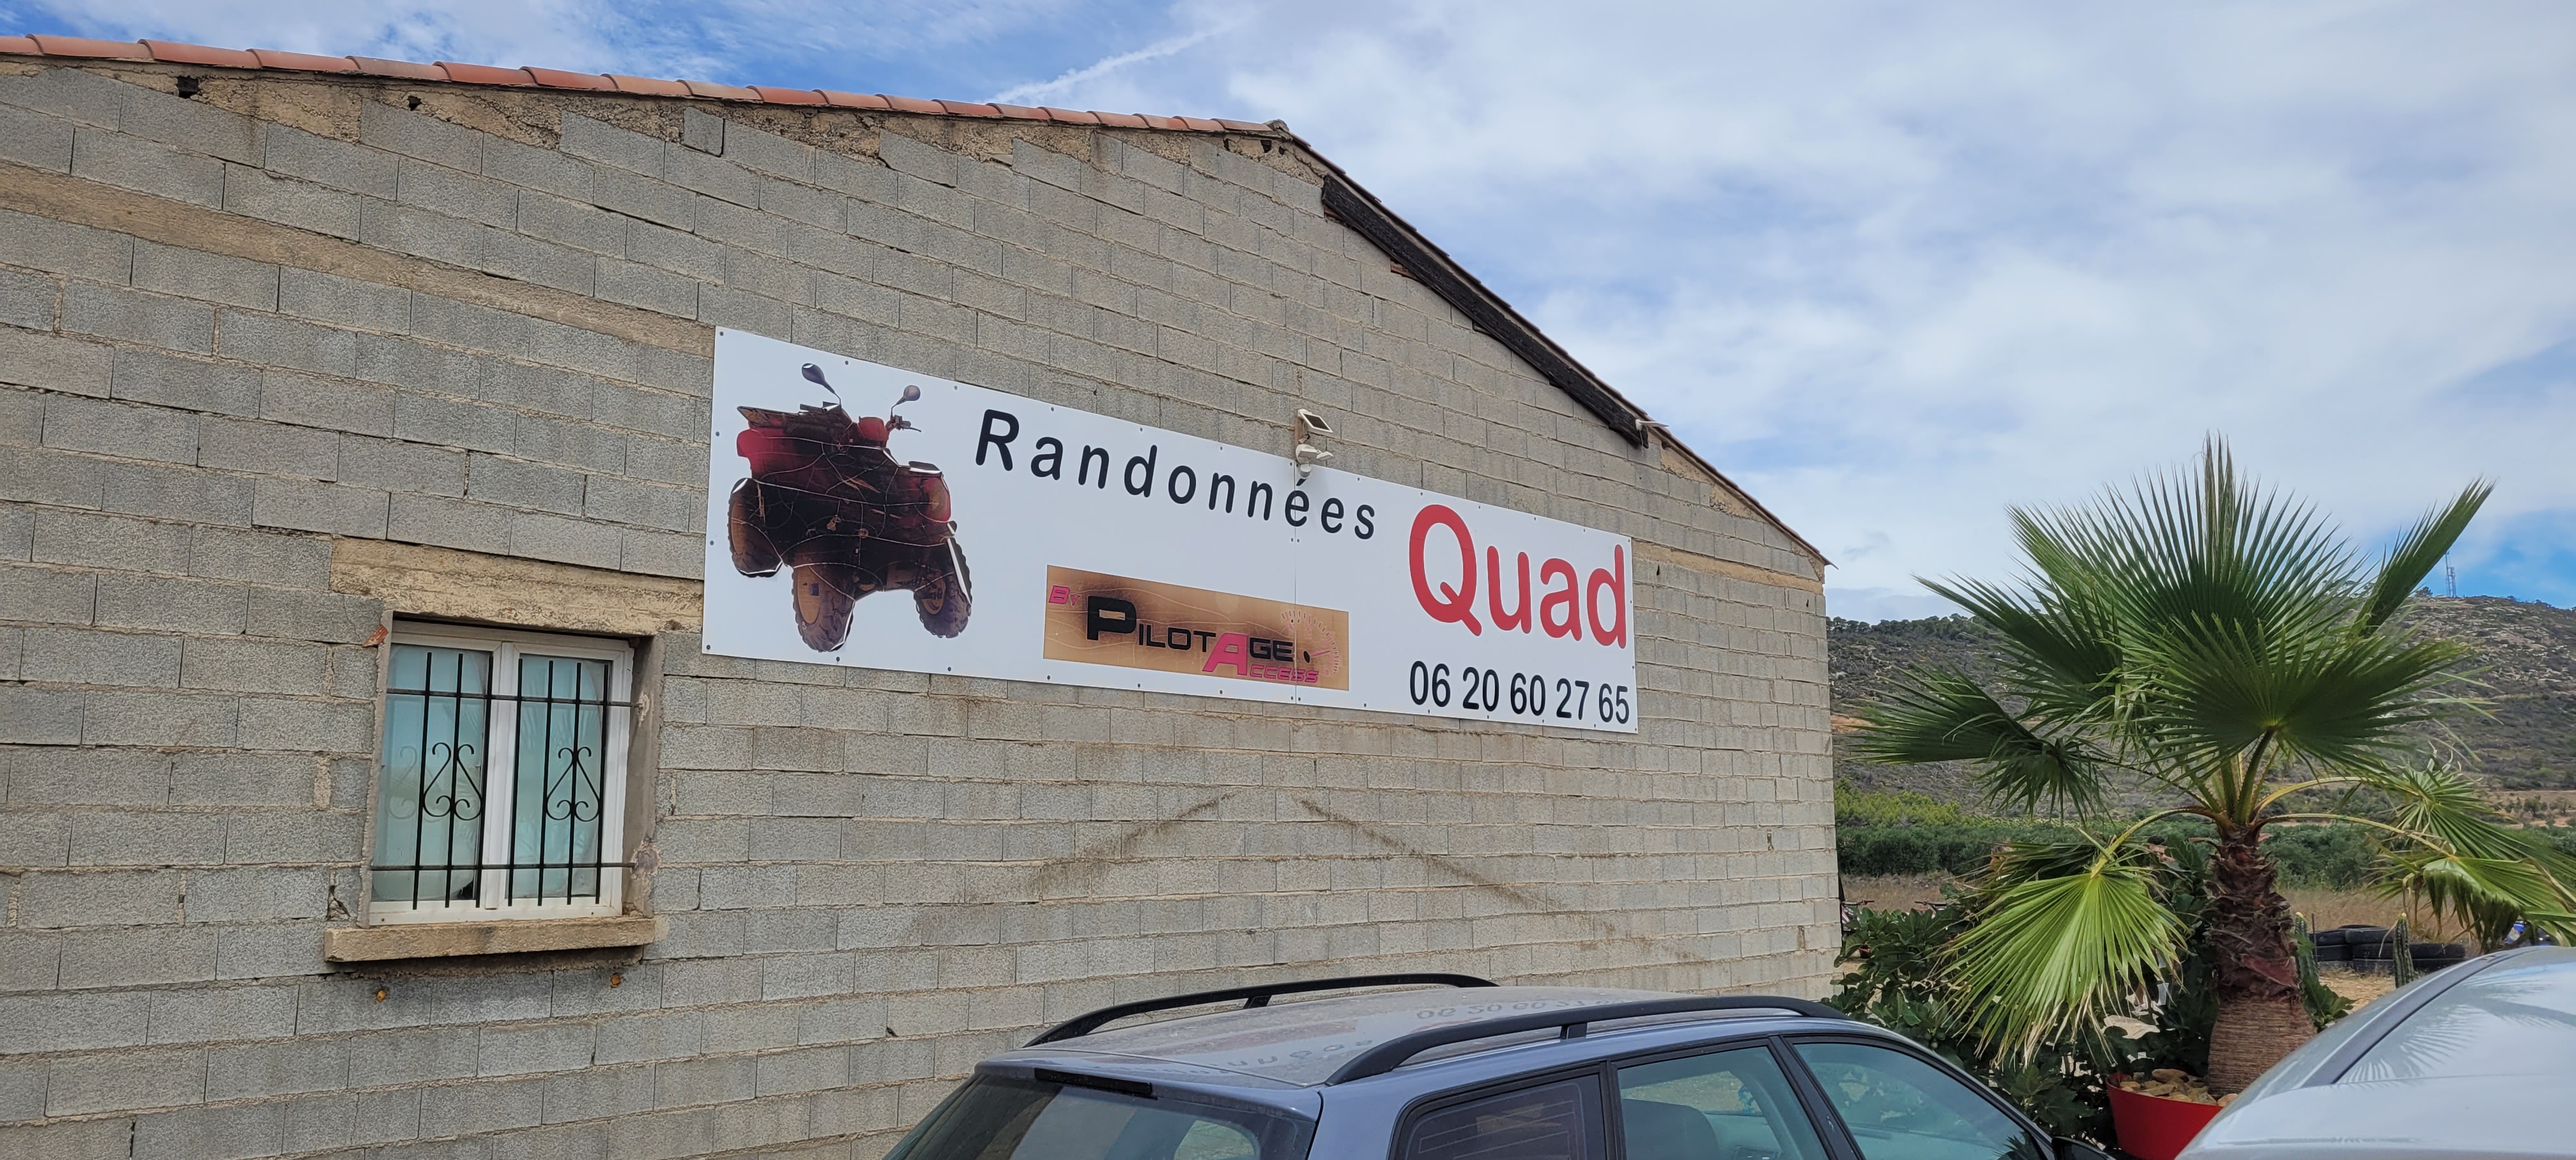 Randonnées
Quad
By PILOTAGE
ACCESS
06 20 60 27 65